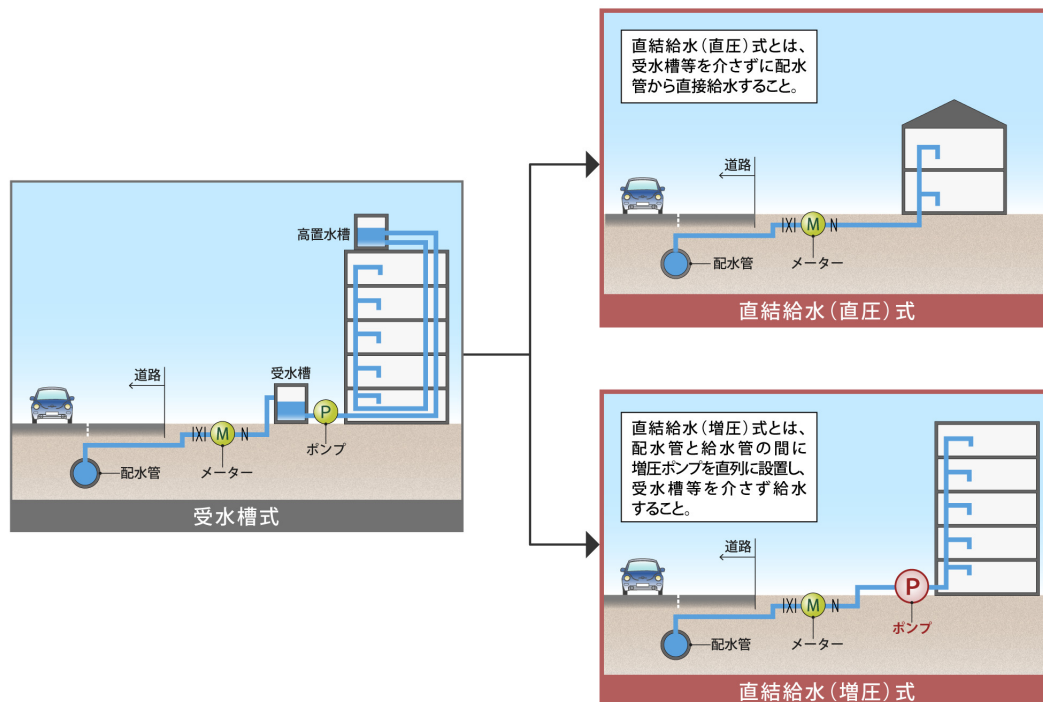 高置水槽
受水槽
道路
P
ポンプ
M N
メーター
配水管
受水槽式
直結給水（直圧）式とは、
受水槽等を介さずに配水
管から直接給水すること。
道路
M N
配水管
メーター
直結給水（直圧）式
直結給水（増圧）式とは、
配水管と給水管の間に
増圧ポンプを直列に設置し、
受水槽等を介さず給水
すること。
道路
P
M N
ポンプ
配水管
メーター
直結給水（増圧）式